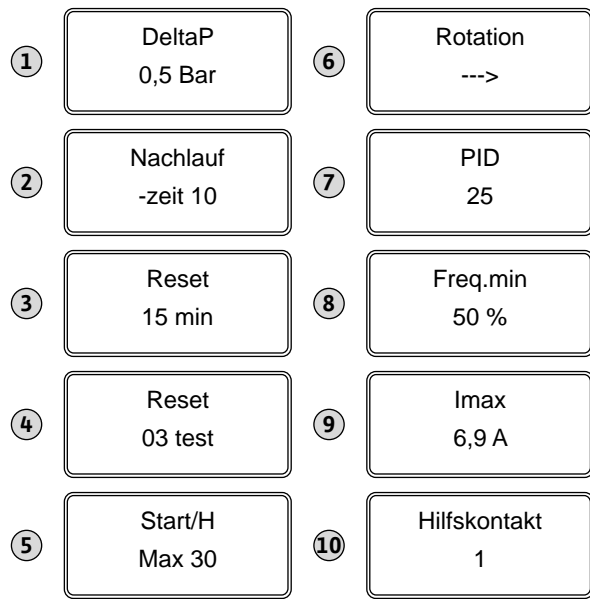 1
DeltaP
0,5 Bar
2
Nachlauf
-zeit 10
3
Reset
15 min
4
Reset
03 test
5
Start/H
Max 30
6
Rotation
--->
7
PID
25
8
Freq.min
50 %
9
Imax
6,9 A
10
Hilfskontakt
1